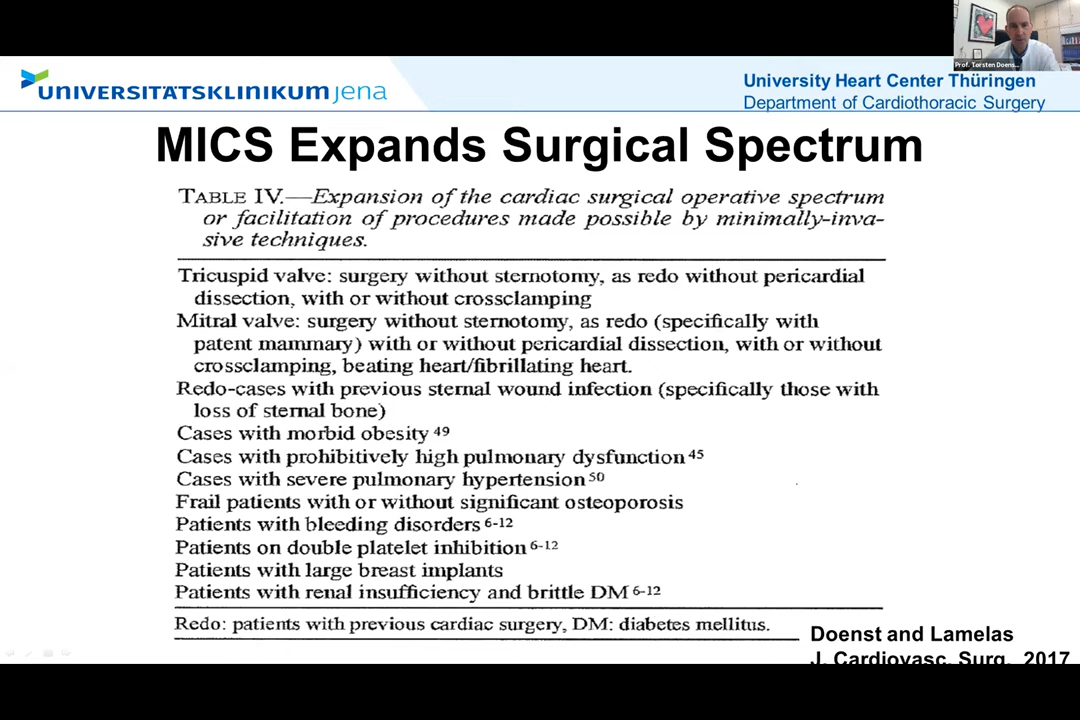 Prof. Torsten Doens...
UNIVERSITÄTSKLINIKUM jena
University Heart Center Thüringen
Department of Cardiothoracic Surgery
MICS Expands Surgical Spectrum
TABLE IV.—Expansion of the cardiac surgical operative spectrum
or facilitation of procedures made possible by minimally-inva-
sive techniques.
Tricuspid valve: surgery without sternotomy, as redo without pericardial
dissection, with or without crossclamping
Mitral valve: surgery without sternotomy, as redo (specifically with
patent mammary) with or without pericardial dissection, with or without
crossclamping, beating heart/fibrillating heart.
Redo-cases with previous sternal wound infection (specifically those with
loss of sternal bone)
Cases with morbid obesity 49
Cases with prohibitively high pulmonary dysfunction 45
Cases with severe pulmonary hypertension 50
Frail patients with or without significant osteoporosis
Patients with bleeding disorders 6-12
Patients on double platelet inhibition 6-12
Patients with large breast implants
Patients with renal insufficiency and brittle DM 6-12
Redo: patients with previous cardiac surgery, DM: diabetes mellitus.
Doenst and Lamelas
J. Cardiovasc. Surg. 2017